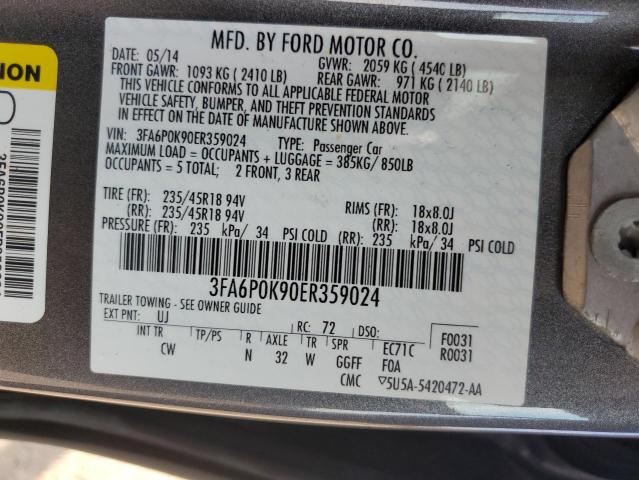 MFD. BY FORD MOTOR CO.
DATE: 05/14 GVWR: 2059 KG (4540 LB)
FRONT GAWR: 1093 KG (2410 LB) REAR GAWR: 971 KG (2140 LB)
THIS VEHICLE CONFORMS TO ALL APPLICABLE FEDERAL MOTOR
VEHICLE SAFETY, BUMPER, AND THEFT PREVENTION STANDARDS
IN EFFECT ON THE DATE OF MANUFACTURE SHOWN ABOVE.
VIN: 3FA6P0K90ER359024 TYPE: Passenger Car
MAXIMUM LOAD = OCCUPANTS + LUGGAGE = 385KG/ 850LB
OCCUPANTS = 5 TOTAL; 2 FRONT, 3 REAR
TIRE (FR): 235/45R18 94V RIMS (FR): 18x8.0J
(RR): 235/45R18 94V (RR): 18x8.0J
PRESSURE (FR): 235 kPa/ 34 PSI COLD (RR): 235 kPa/ 34 PSI COLD
3FA6P0K90ER359024
TRAILER TOWING - SEE OWNER GUIDE
EXT PNT: UJ RC: 72 DSO: F0031
INT TR TP/PS R AXLE TR SPR EC71C R0031
CW N 32 W GGFF F0A
CMC ▽5U5A-5420472-AA
TION